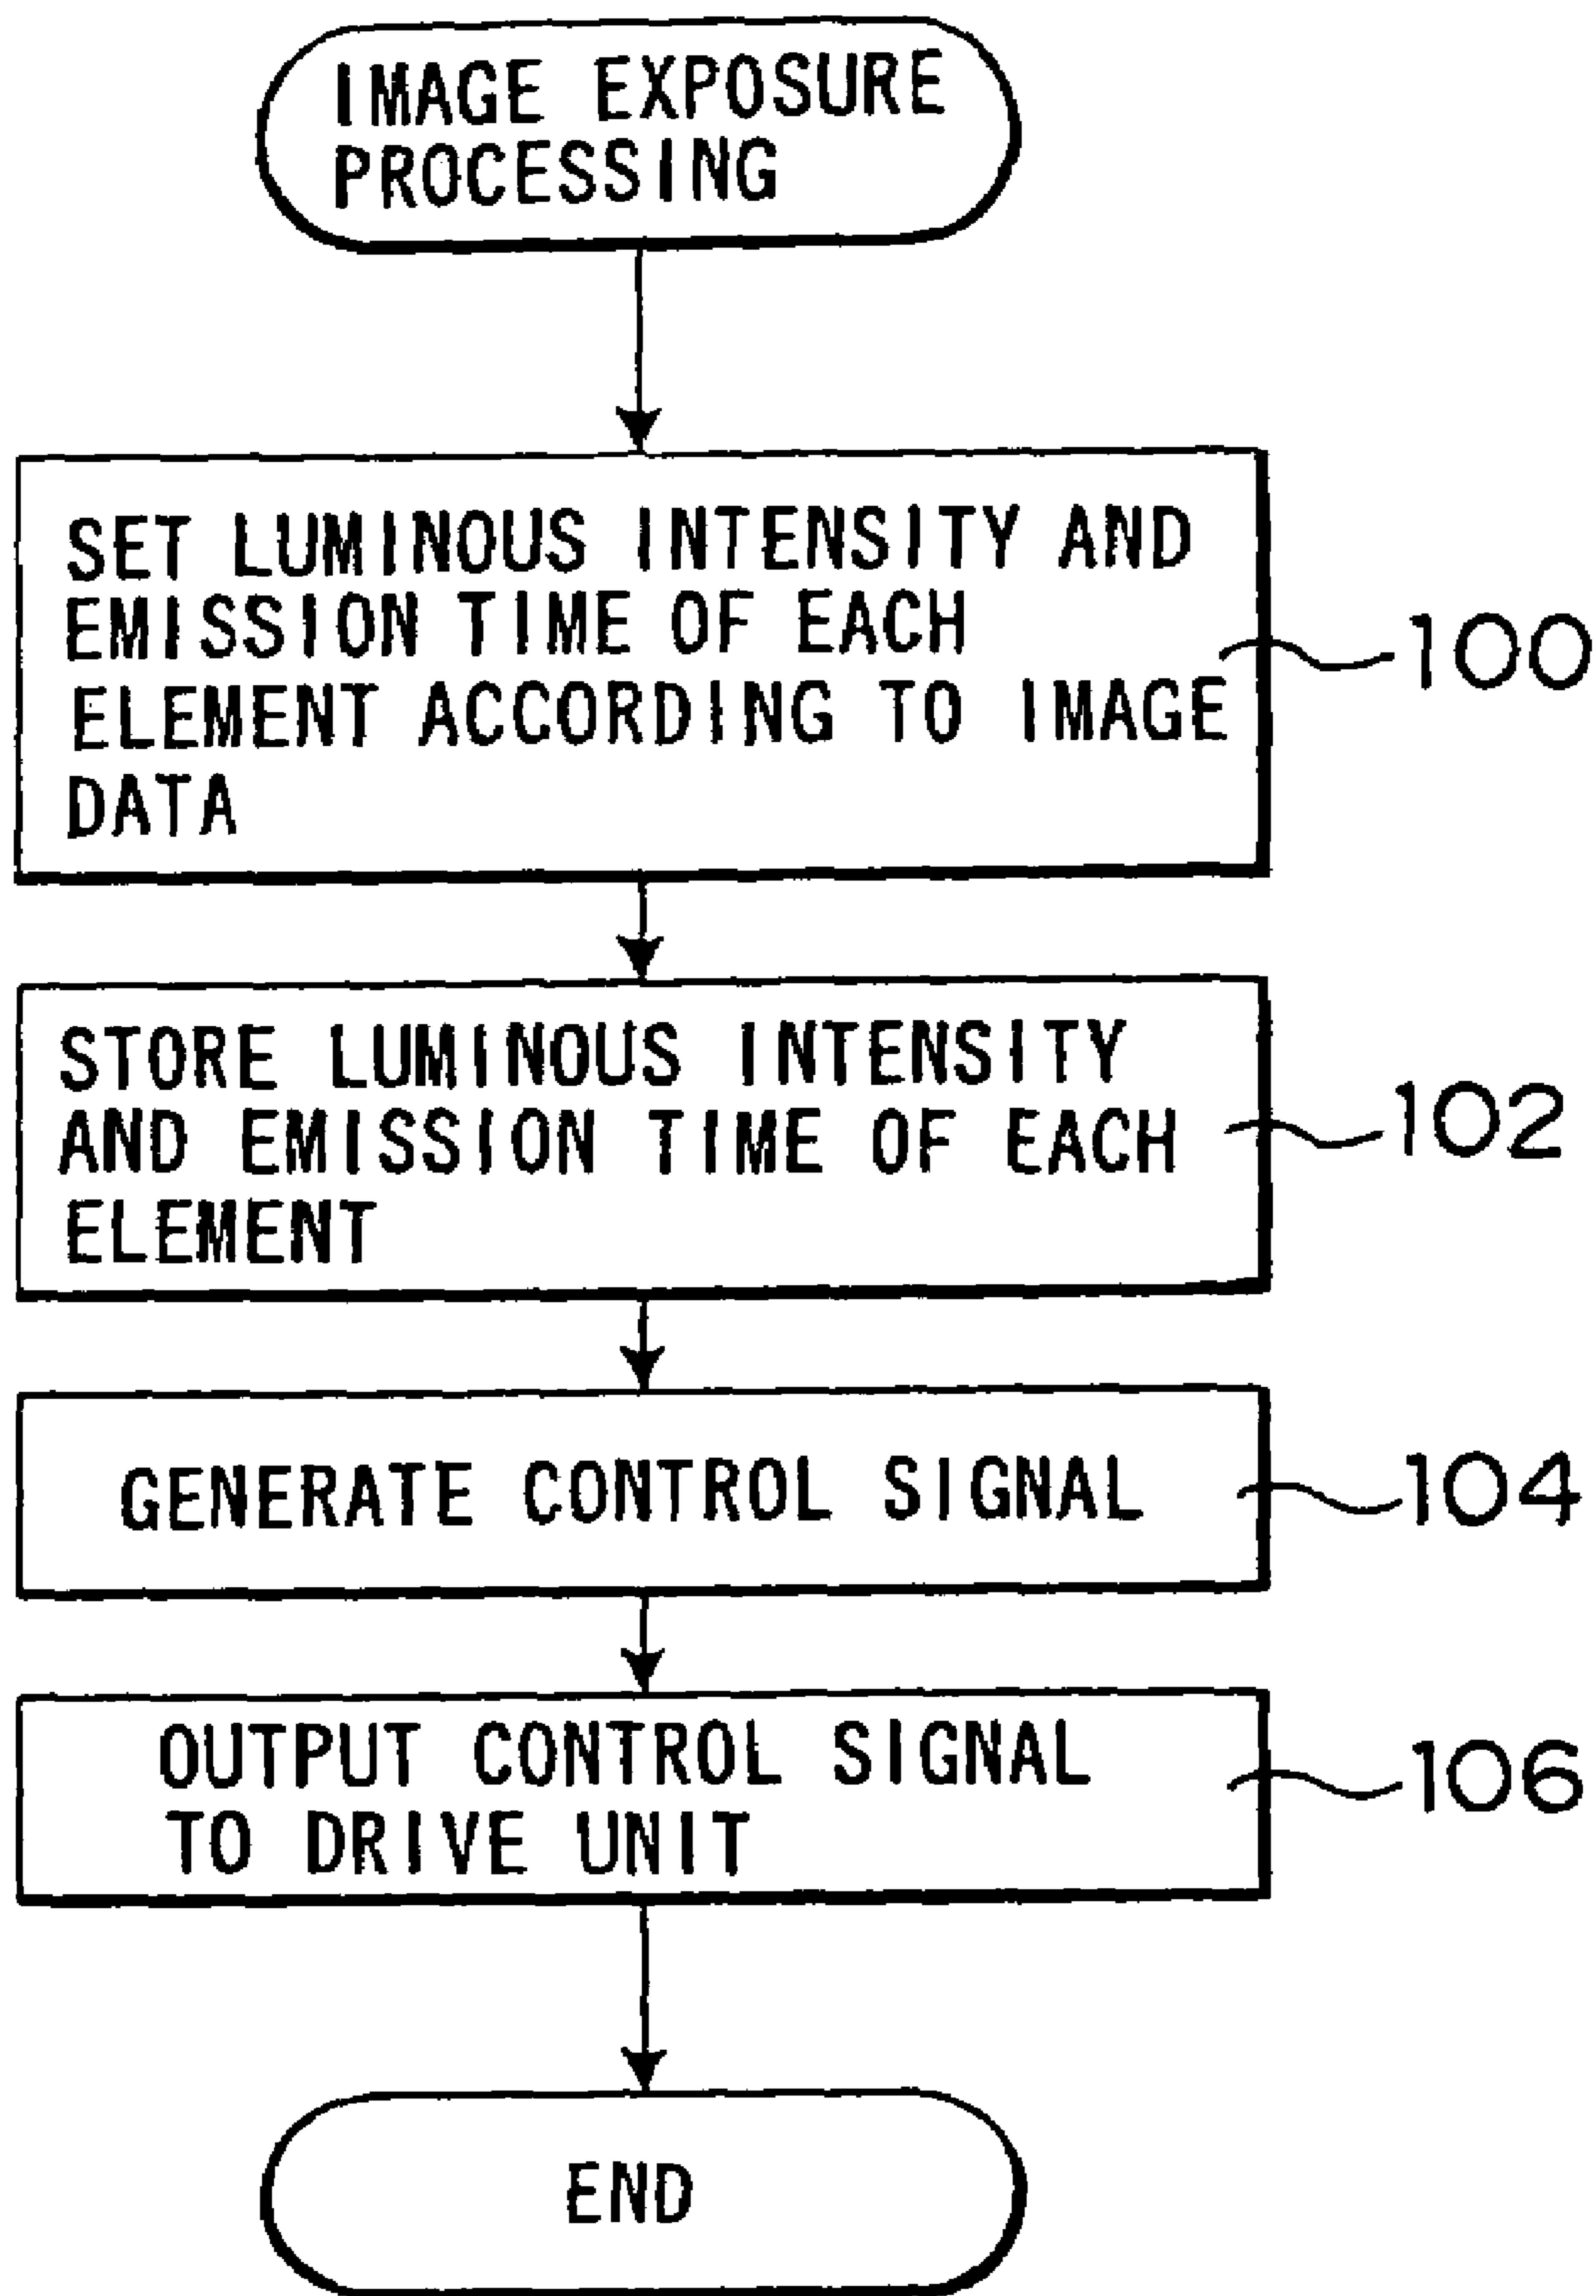 IMAGE EXPOSURE
PROCESSING
SET LUMINOUS INTENSITY AND
EMISSION TIME OF EACH
ELEMENT ACCORDING TO IMAGE
DATA
100
STORE LUMINOUS INTENSITY
AND EMISSION TIME OF EACH
ELEMENT
102
GENERATE CONTROL SIGNAL
104
OUTPUT CONTROL SIGNAL
TO DRIVE UNIT
106
END